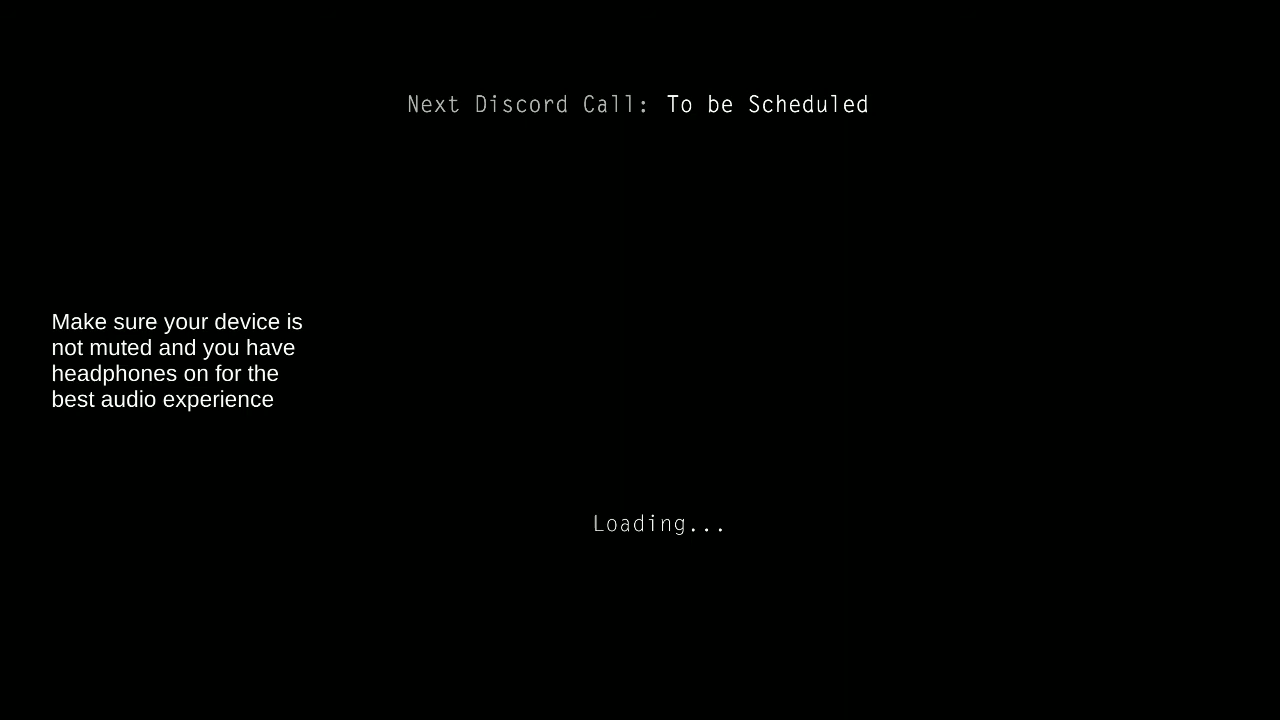 Next Discord Call: To be Scheduled
Make sure your device is
not muted and you have
headphones on for the
best audio experience
Loading...